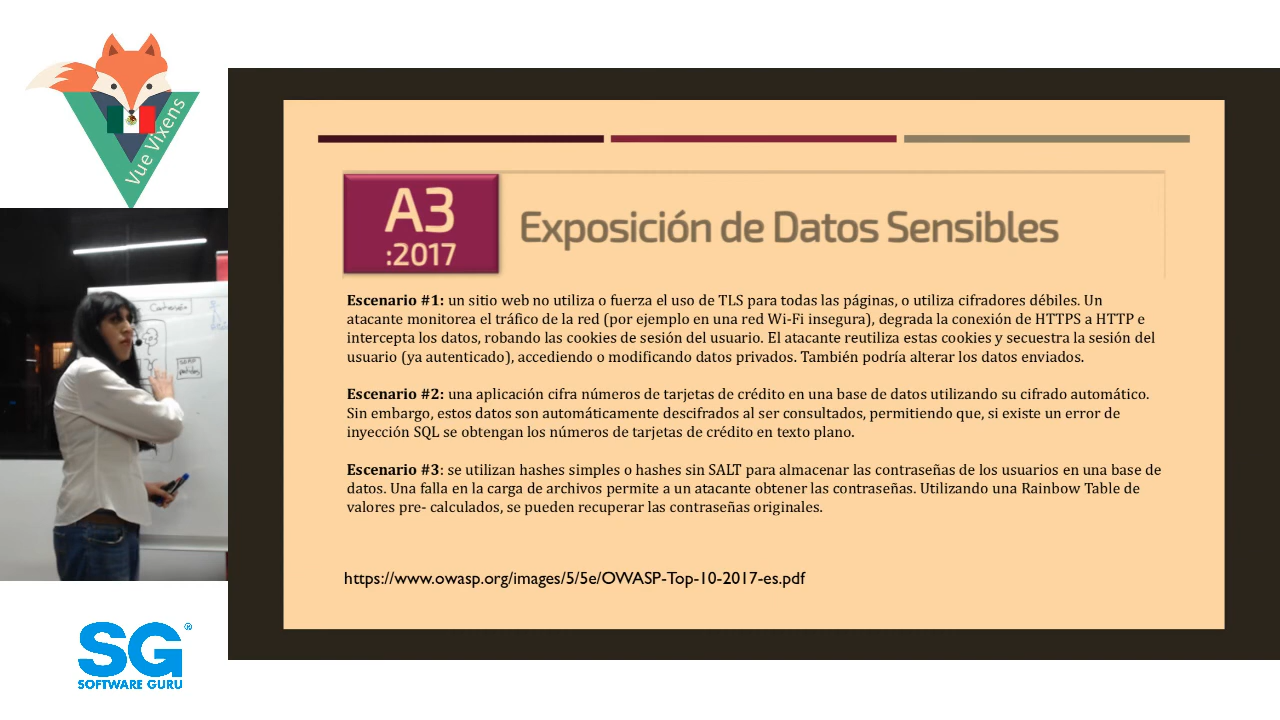 Vue Vixens
A3
:2017
Exposición de Datos Sensibles
Escenario #1: un sitio web no utiliza o fuerza el uso de TLS para todas las páginas, o utiliza cifradores débiles. Un
atacante monitorea el tráfico de la red (por ejemplo en una red Wi-Fi insegura), degrada la conexión de HTTPS a HTTP e
intercepta los datos, robando las cookies de sesión del usuario. El atacante reutiliza estas cookies y secuestra la sesión del
usuario (ya autenticado), accediendo o modificando datos privados. También podría alterar los datos enviados.
Escenario #2: una aplicación cifra números de tarjetas de crédito en una base de datos utilizando su cifrado automático.
Sin embargo, estos datos son automáticamente descifrados al ser consultados, permitiendo que, si existe un error de
inyección SQL se obtengan los números de tarjetas de crédito en texto plano.
Escenario #3: se utilizan hashes simples o hashes sin SALT para almacenar las contraseñas de los usuarios en una base de
datos. Una falla en la carga de archivos permite a un atacante obtener las contraseñas. Utilizando una Rainbow Table de
valores pre- calculados, se pueden recuperar las contraseñas originales.
https://www.owasp.org/images/5/5e/OWASP-Top-10-2017-es.pdf
SG®
SOFTWARE GURU